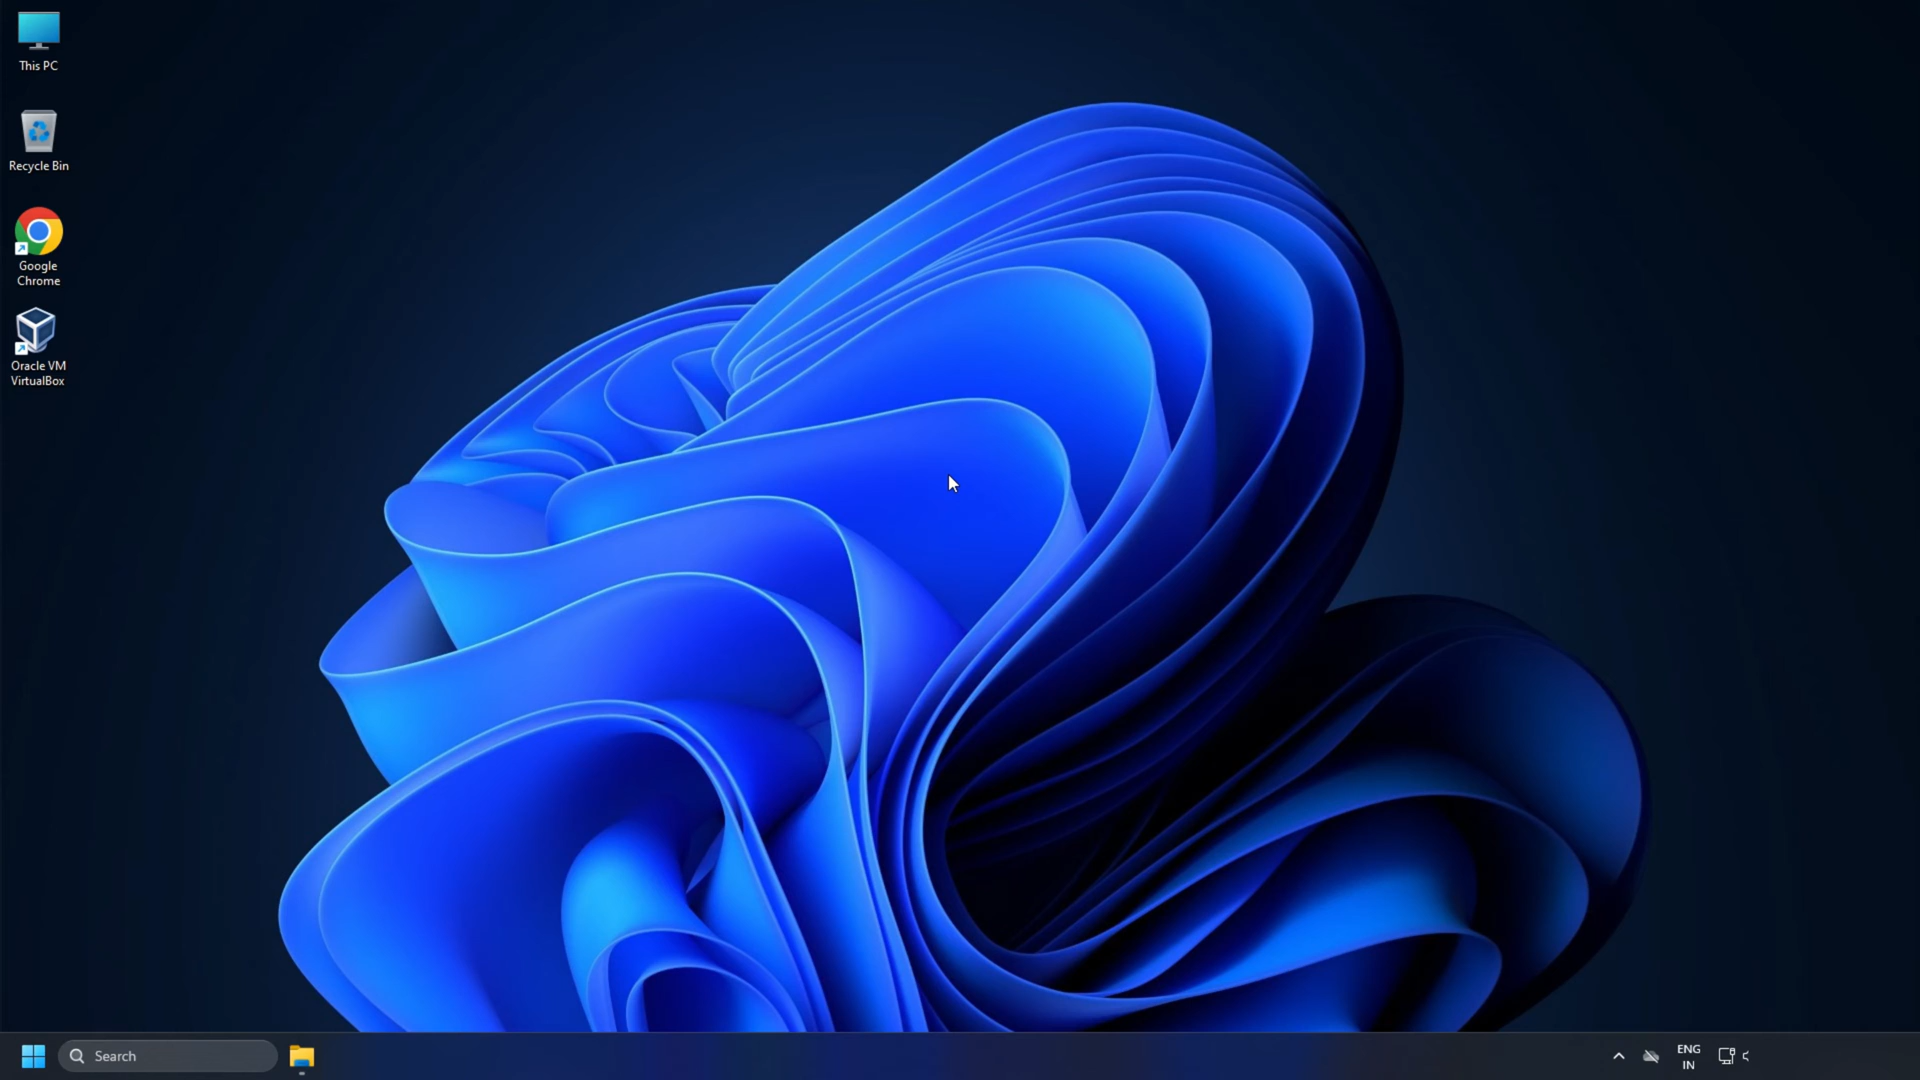 This PC
Recycle Bin
Google
Chrome
Oracle VM
VirtualBox
Search
ENG
IN